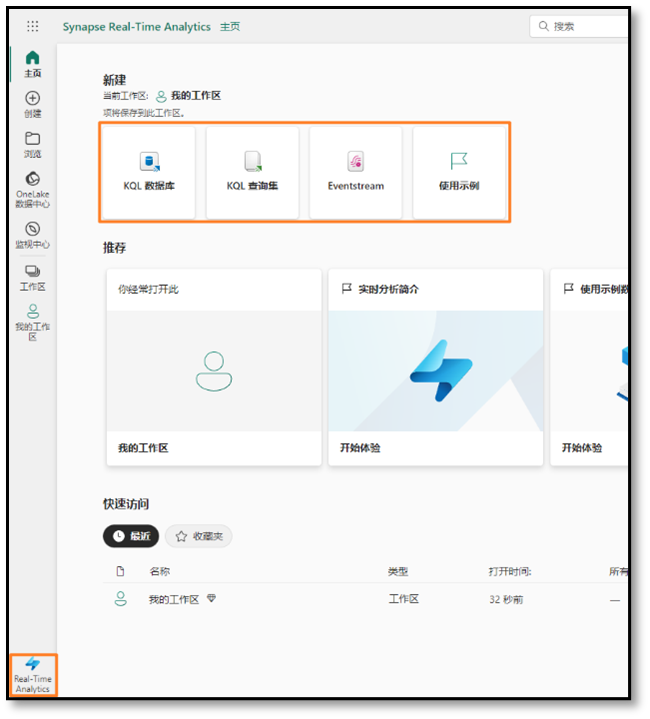 Synapse Real-Time Analytics 主页
搜索
主页
创建
浏览
OneLake
数据中心
监视中心
工作区
我的工作
区
新建
当前工作区: 我的工作区
项将保存到此工作区。
KQL 数据库
KQL 查询集
Eventstream
使用示例
推荐
你经常打开此
我的工作区
实时分析简介
开始体验
使用示例数
开始体验
快速访问
最近
收藏夹
名称 类型 打开时间: 所有
我的工作区 工作区 32 秒前 —
Real-Time
Analytics